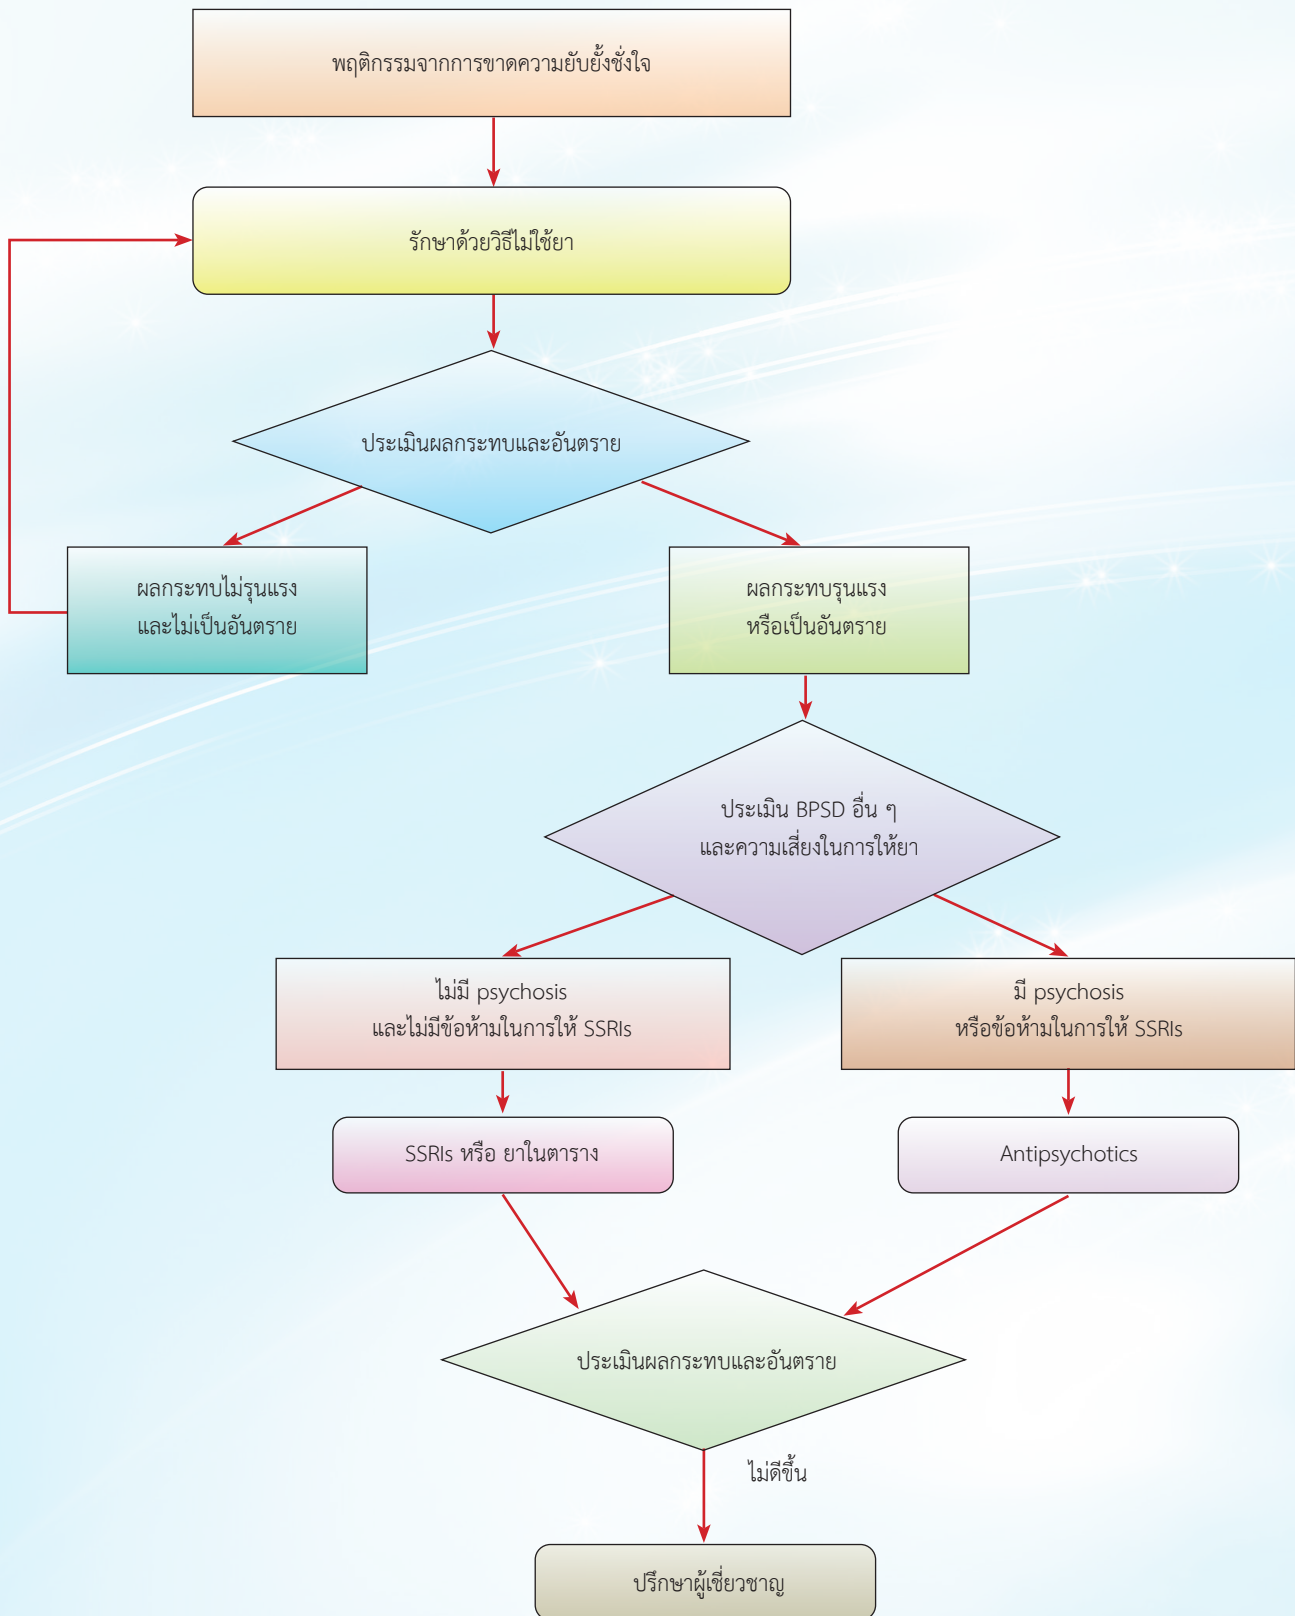 พฤติกรรมจากการขาดความยับยั้งชั่งใจ
รักษาด้วยวิธีไม่ใช้ยา
ประเมินผลกระทบและอันตราย
ผลกระทบไม่รุนแรง
และไม่เป็นอันตราย
ผลกระทบรุนแรง
หรือเป็นอันตราย
ประเมิน BPSD อื่น ๆ
และความเสี่ยงในการให้ยา
ไม่มี psychosis
และไม่มีข้อห้ามในการให้ SSRIs
มี psychosis
หรือข้อห้ามในการให้ SSRIs
SSRIs หรือ ยาในตาราง
Antipsychotics
ประเมินผลกระทบและอันตราย
ไม่ดีขึ้น
ปรึกษาผู้เชี่ยวชาญ